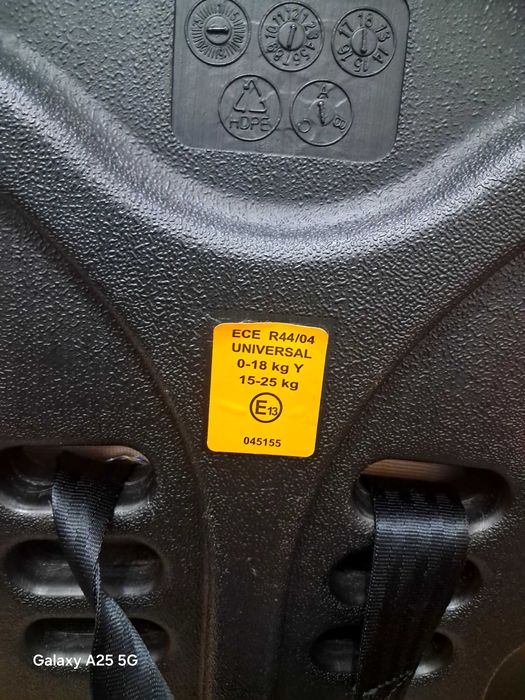 HDPE
ECE R44/04
UNIVERSAL
0-18 kg Y
15-25 kg
E13
045155
Galaxy A25 5G